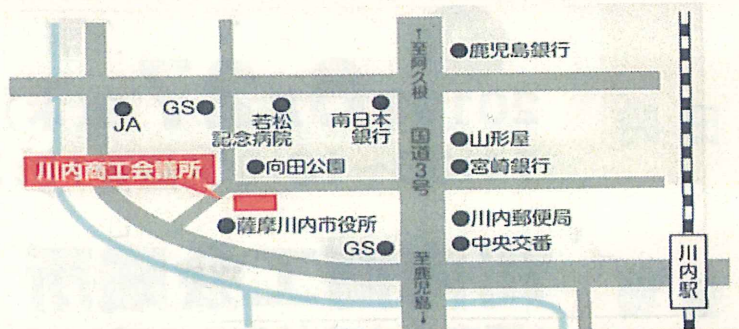 ↑至阿久根
●鹿児島銀行
JA
GS●
若松
記念病院
南日本
銀行
国道3号
●山形屋
●宮崎銀行
川内商工会議所
●向田公園
●薩摩川内市役所
GS●
●川内郵便局
●中央交番
至鹿児島↓
川内駅